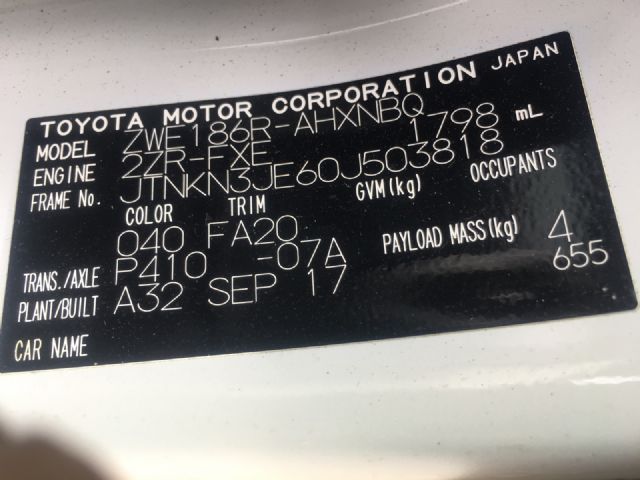 TOYOTA MOTOR CORPORATION JAPAN
MODEL ZWE186R-AHXNBQ
ENGINE 2ZR-FXE 1798 mL
FRAME No. JTNKN3JE60J503818
COLOR TRIM GVM(kg) OCCUPANTS
040 FA20 4
TRANS./AXLE P410 -07A PAYLOAD MASS(kg) 655
PLANT/BUILT A32 SEP 17
CAR NAME